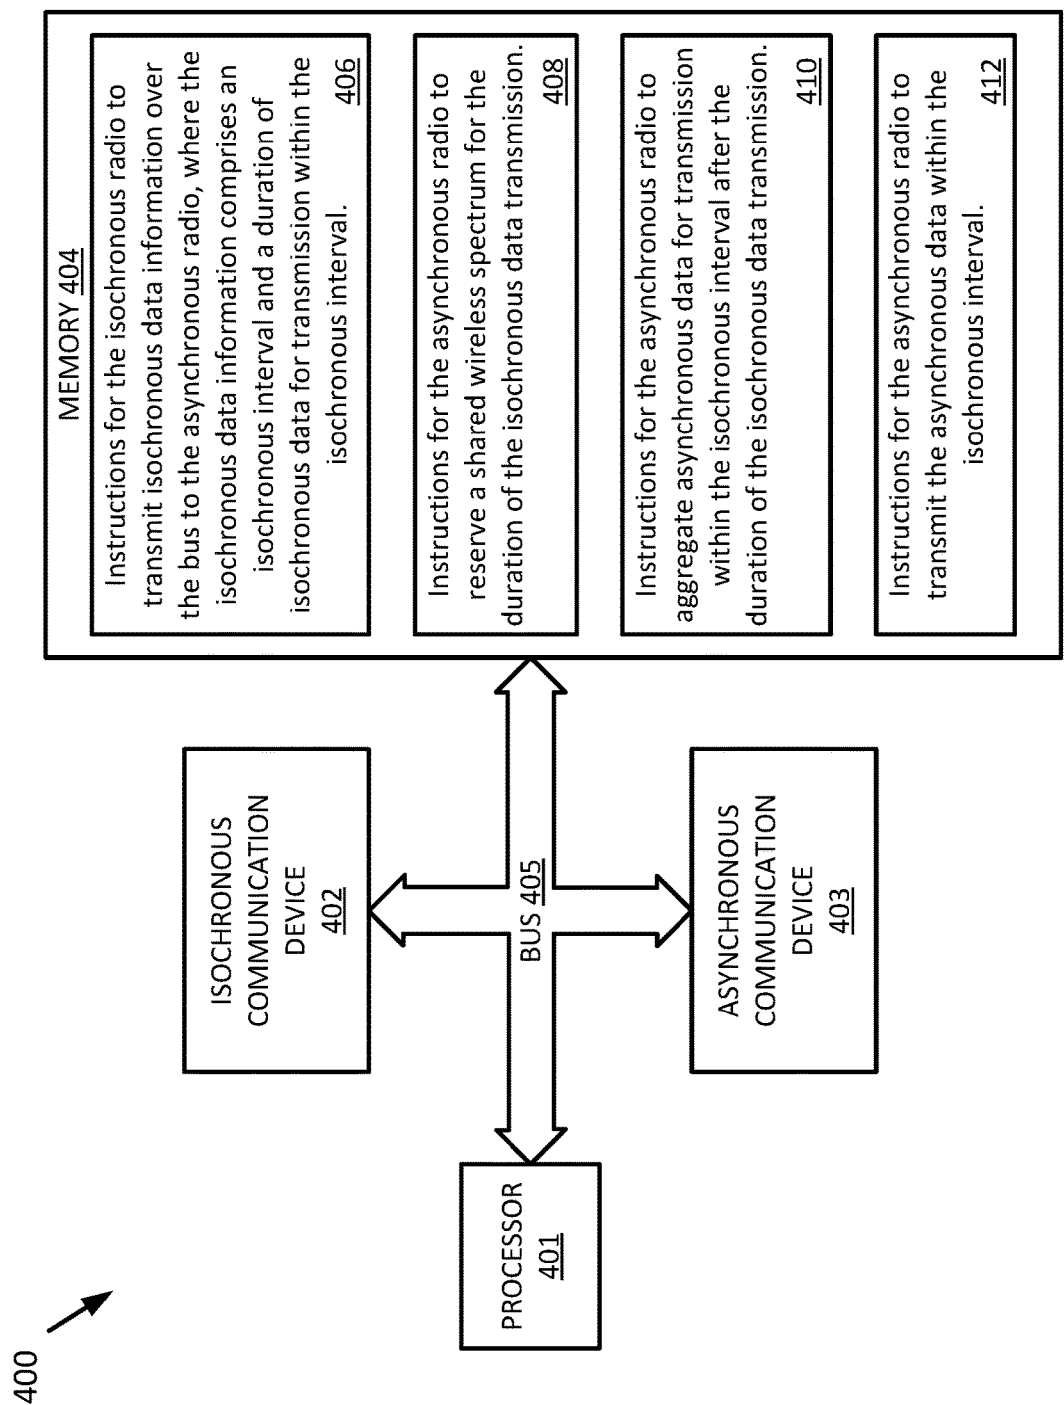 400
PROCESSOR
401
ISOCHRONOUS
COMMUNICATION
DEVICE
402
BUS 405
ASYNCHRONOUS
COMMUNICATION
DEVICE
403
MEMORY 404
Instructions for the isochronous radio to
transmit isochronous data information over
the bus to the asynchronous radio, where the
isochronous data information comprises an
isochronous interval and a duration of
isochronous data for transmission within the
isochronous interval.
406
Instructions for the asynchronous radio to
reserve a shared wireless spectrum for the
duration of the isochronous data transmission.
408
Instructions for the asynchronous radio to
aggregate asynchronous data for transmission
within the isochronous interval after the
duration of the isochronous data transmission.
410
Instructions for the asynchronous radio to
transmit the asynchronous data within the
isochronous interval.
412